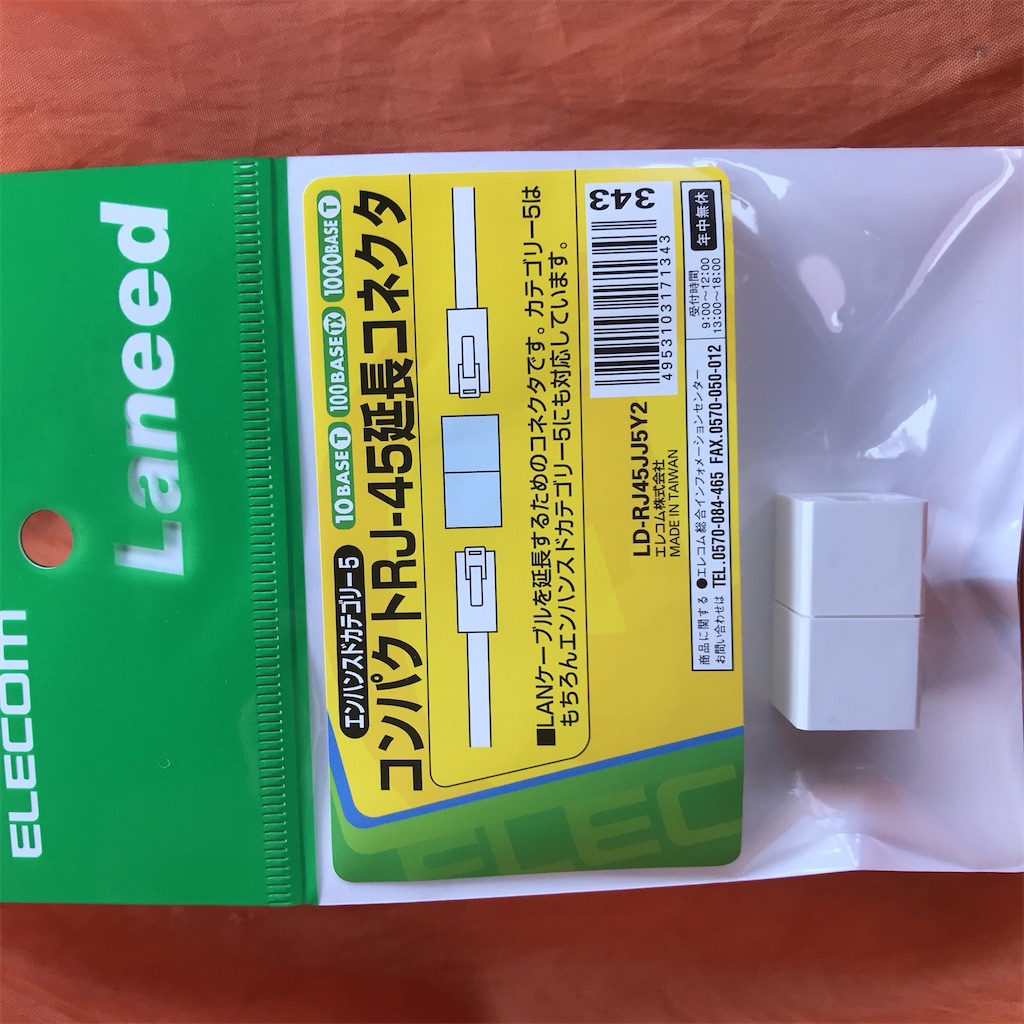 ELECOM
Laneed
エンハンスドカテゴリー5
10BASE T 100BASE TX 1000BASE T
コンパクトRJ-45延長コネクタ
■LANケーブルを延長するためのコネクタです。カテゴリー5は
もちろんエンハンスドカテゴリー5にも対応しています。
LD-RJ45JJ5Y2
エレコム株式会社
MADE IN TAIWAN
343
4953103171343
商品に関する
お問い合わせは
●エレコム総合インフォメーションセンター
TEL.0570-084-465 FAX.0570-050-012
受付時間
9:00～12:00
13:00～18:00
年中無休
ELEC